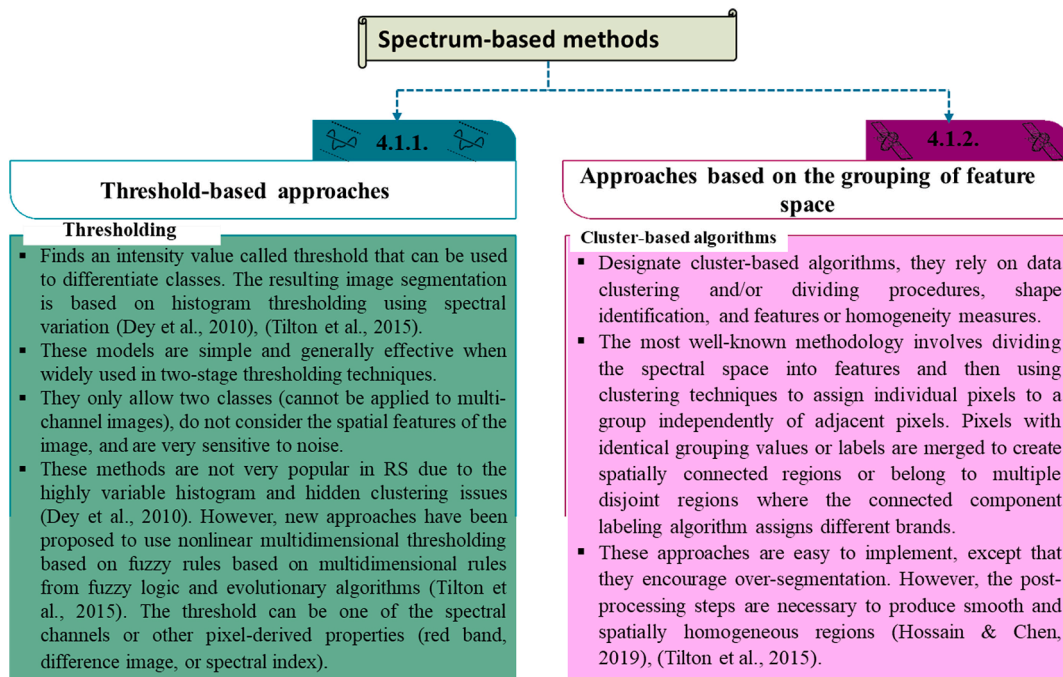 Spectrum-based methods
4.1.1.
Threshold-based approaches
Thresholding
▪ Finds an intensity value called threshold that can be used
to differentiate classes. The resulting image segmentation
is based on histogram thresholding using spectral
variation (Dey et al., 2010), (Tilton et al., 2015).
▪ These models are simple and generally effective when
widely used in two-stage thresholding techniques.
▪ They only allow two classes (cannot be applied to multi-
channel images), do not consider the spatial features of the
image, and are very sensitive to noise.
▪ These methods are not very popular in RS due to the
highly variable histogram and hidden clustering issues
(Dey et al., 2010). However, new approaches have been
proposed to use nonlinear multidimensional thresholding
based on fuzzy rules based on multidimensional rules
from fuzzy logic and evolutionary algorithms (Tilton et
al., 2015). The threshold can be one of the spectral
channels or other pixel-derived properties (red band,
difference image, or spectral index).
4.1.2.
Approaches based on the grouping of feature
space
Cluster-based algorithms
▪ Designate cluster-based algorithms, they rely on data
clustering and/or dividing procedures, shape
identification, and features or homogeneity measures.
▪ The most well-known methodology involves dividing
the spectral space into features and then using
clustering techniques to assign individual pixels to a
group independently of adjacent pixels. Pixels with
identical grouping values or labels are merged to create
spatially connected regions or belong to multiple
disjoint regions where the connected component
labeling algorithm assigns different brands.
▪ These approaches are easy to implement, except that
they encourage over-segmentation. However, the post-
processing steps are necessary to produce smooth and
spatially homogeneous regions (Hossain & Chen,
2019), (Tilton et al., 2015).